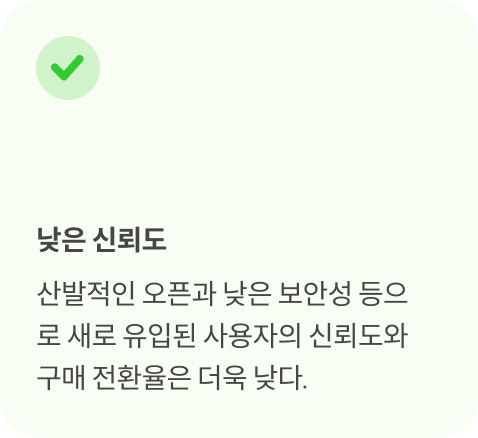 낮은 신뢰도
산발적인 오픈과 낮은 보안성 등으
로 새로 유입된 사용자의 신뢰도와
구매 전환율은 더욱 낮다.